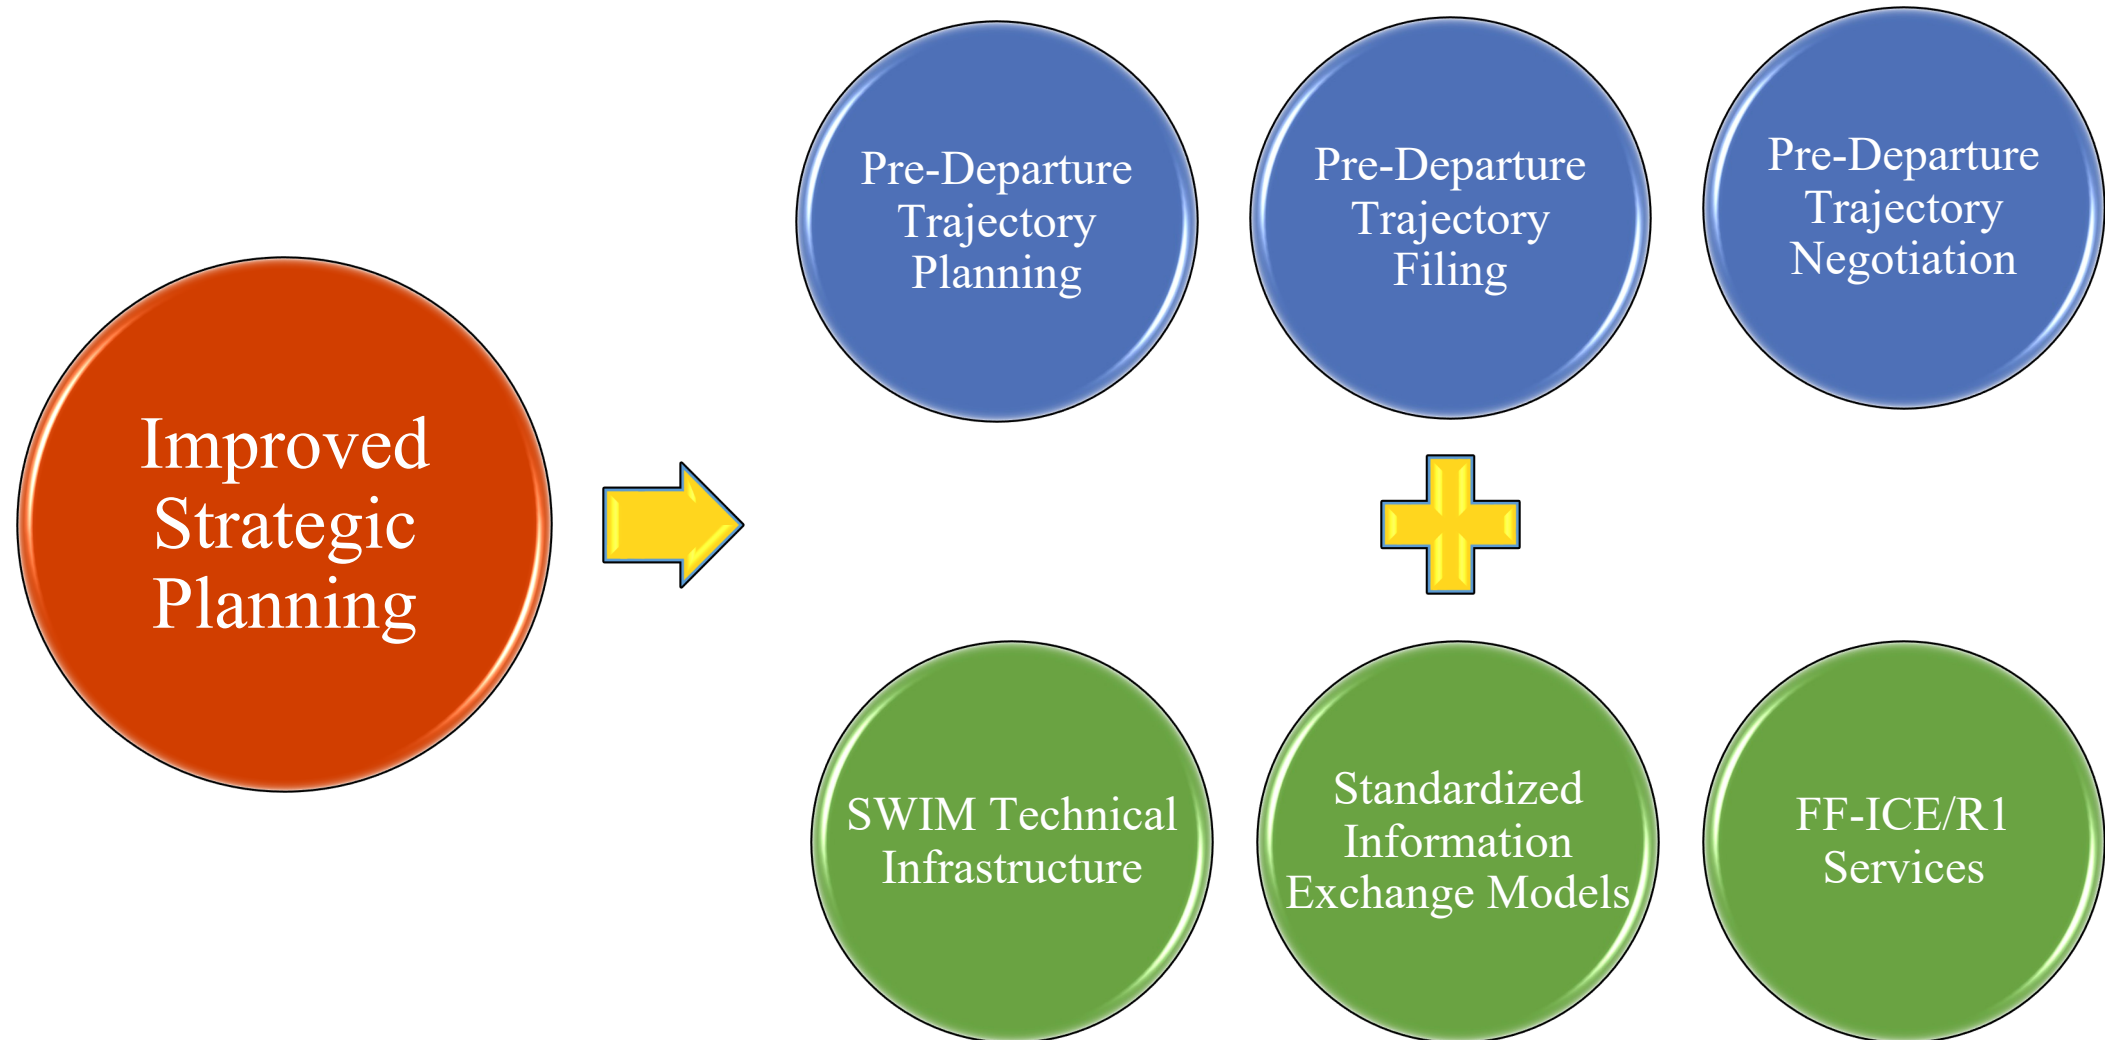 Improved
Strategic
Planning
Pre-Departure
Trajectory
Planning
Pre-Departure
Trajectory
Filing
Pre-Departure
Trajectory
Negotiation
SWIM Technical
Infrastructure
Standardized
Information
Exchange Models
FF-ICE/R1
Services